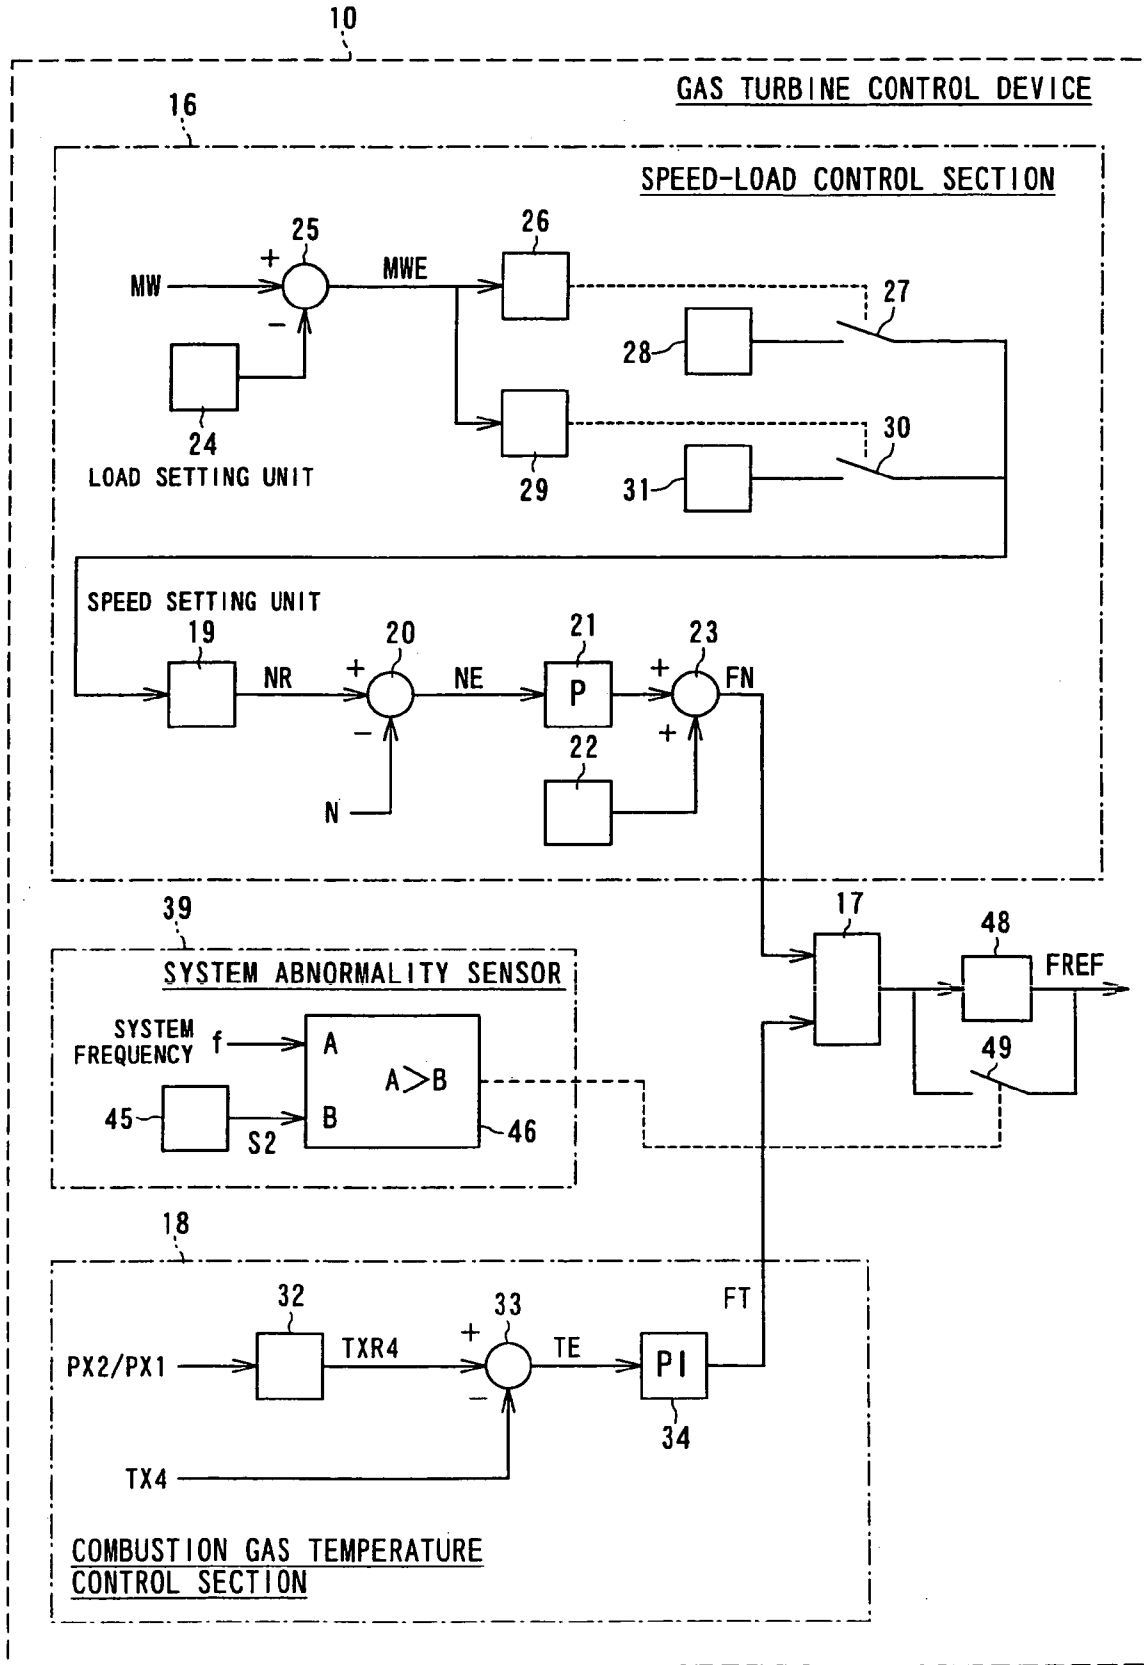 10
GAS TURBINE CONTROL DEVICE
16
SPEED-LOAD CONTROL SECTION
25
26
+
MWE
MW
27
−
28
24
30
29
31
LOAD SETTING UNIT
SPEED SETTING UNIT
19
20
21
23
NR
+
NE
P
+
FN
−
+
22
N
39
17
48
SYSTEM ABNORMALITY SENSOR
FREF
SYSTEM
FREQUENCY f
A
A>B
49
45
B
S2
46
18
32
33
FT
+
TXR4
TE
PX2/PX1
PI
−
34
TX4
COMBUSTION GAS TEMPERATURE
CONTROL SECTION